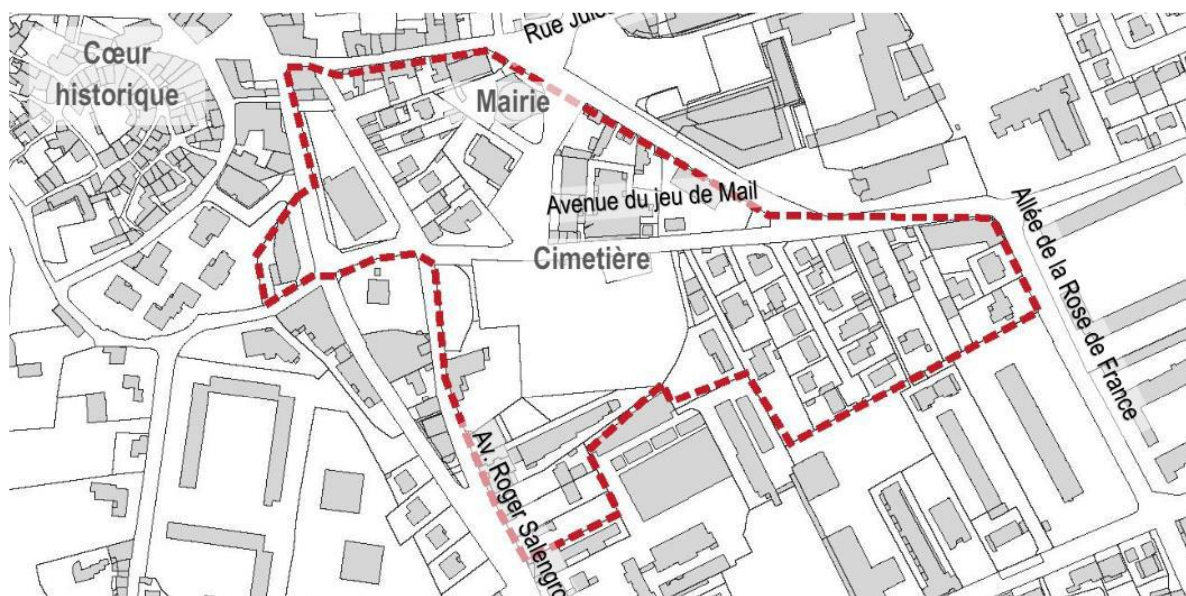 Rue Jules
Cœur
historique
Mairie
Avenue du jeu de Mail
Cimetière
Allée de la Rose de France
Av. Roger Salengro